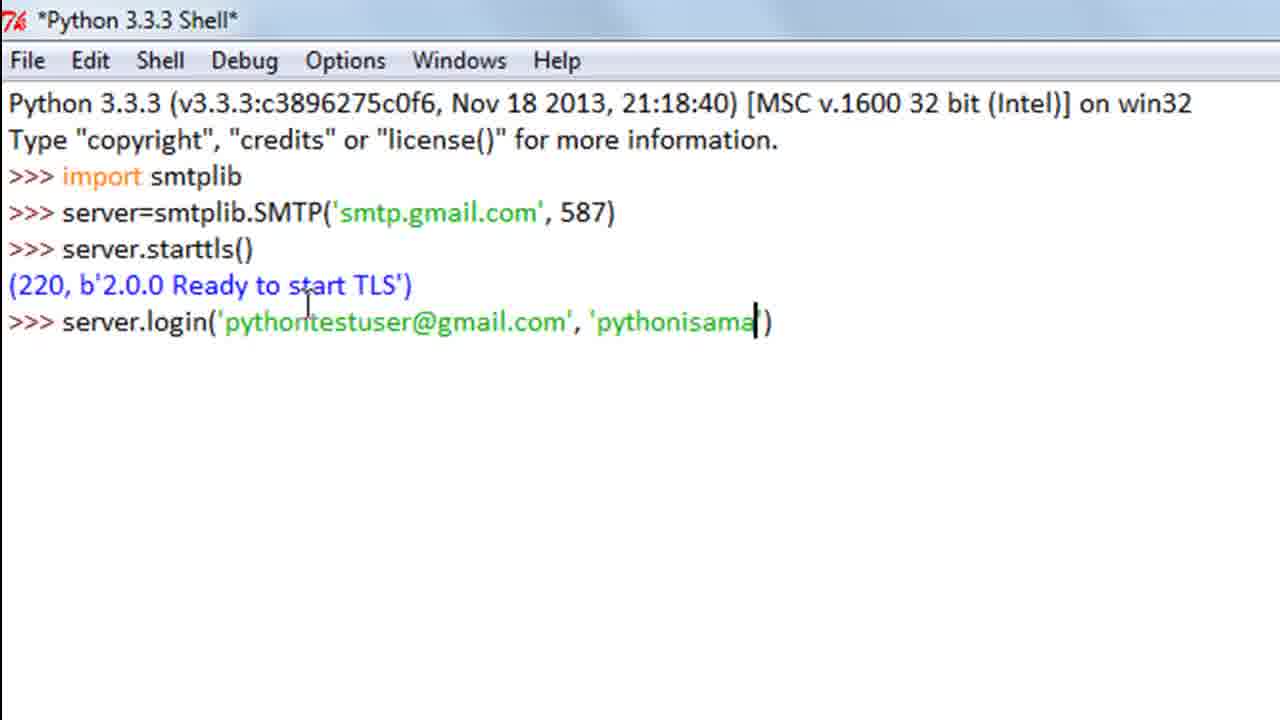 *Python 3.3.3 Shell*
File Edit Shell Debug Options Windows Help
Python 3.3.3 (v3.3.3:c3896275c0f6, Nov 18 2013, 21:18:40) [MSC v.1600 32 bit (Intel)] on win32
Type "copyright", "credits" or "license()" for more information.
>>> import smtplib
>>> server=smtplib.SMTP('smtp.gmail.com', 587)
>>> server.starttls()
(220, b'2.0.0 Ready to start TLS')
>>> server.login('pythontestuser@gmail.com', 'pythonisama')